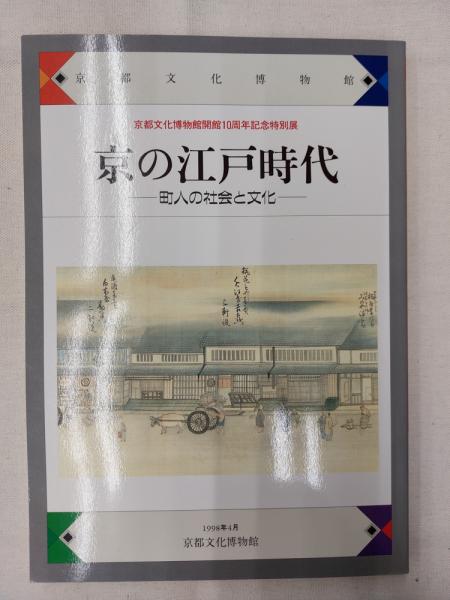 京都文化博物館
京都文化博物館開館10周年記念特別展
京の江戸時代
町人の社会と文化
1998年4月
京都文化博物館